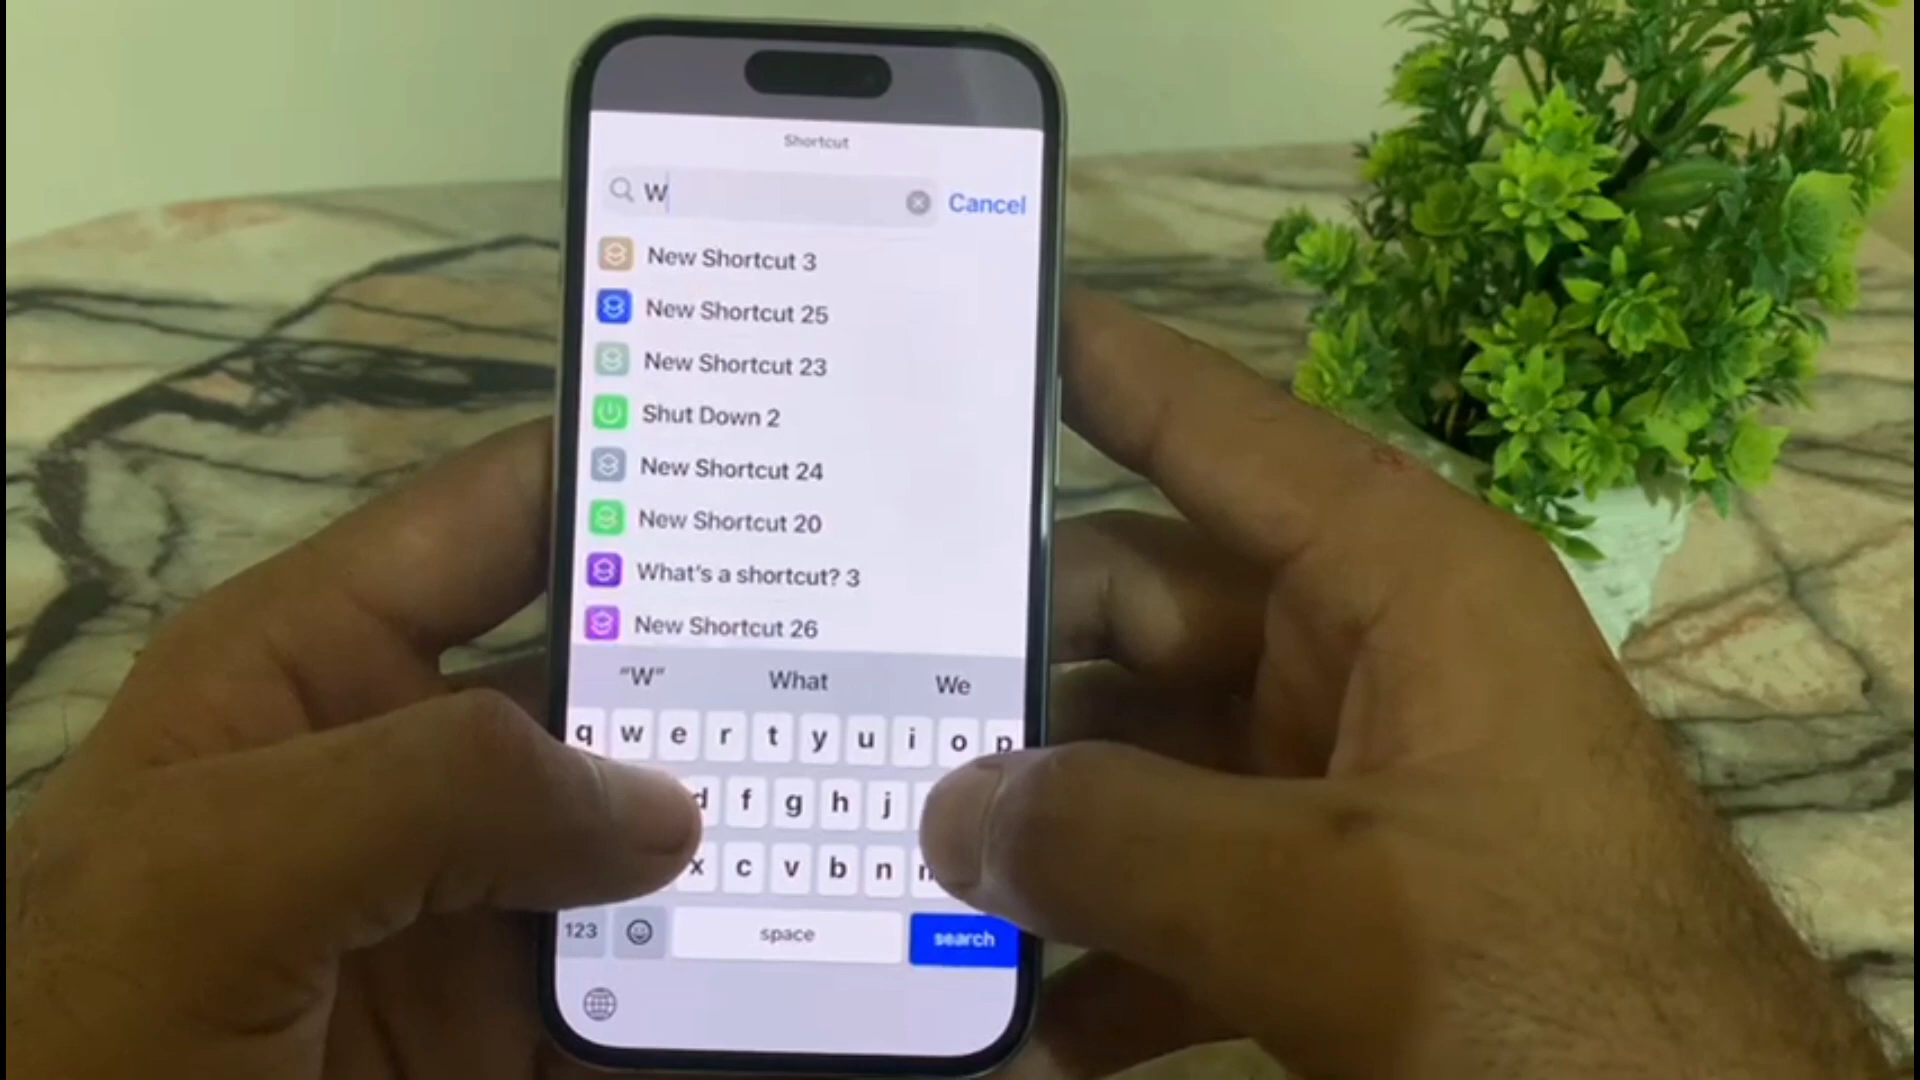 Shortcut
W
Cancel
New Shortcut 3
New Shortcut 25
New Shortcut 23
Shut Down 2
New Shortcut 24
New Shortcut 20
What's a shortcut? 3
New Shortcut 26
"W" What We
q w e r t y u i o p
d f g h j
x c v b n m
123 space search